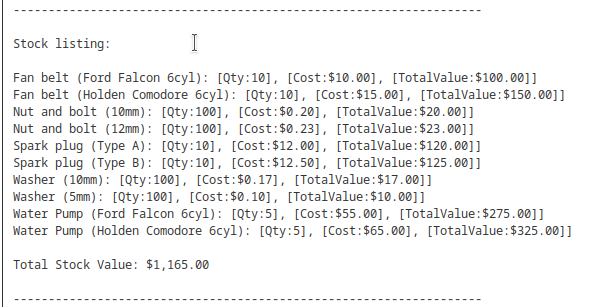 ------------------------------------------------------------------
Stock listing:
Fan belt (Ford Falcon 6cyl): [Qty:10], [Cost:$10.00], [TotalValue:$100.00]]
Fan belt (Holden Comodore 6cyl): [Qty:10], [Cost:$15.00], [TotalValue:$150.00]]
Nut and bolt (10mm): [Qty:100], [Cost:$0.20], [TotalValue:$20.00]]
Nut and bolt (12mm): [Qty:100], [Cost:$0.23], [TotalValue:$23.00]]
Spark plug (Type A): [Qty:10], [Cost:$12.00], [TotalValue:$120.00]]
Spark plug (Type B): [Qty:10], [Cost:$12.50], [TotalValue:$125.00]]
Washer (10mm): [Qty:100], [Cost:$0.17], [TotalValue:$17.00]]
Washer (5mm): [Qty:100], [Cost:$0.10], [TotalValue:$10.00]]
Water Pump (Ford Falcon 6cyl): [Qty:5], [Cost:$55.00], [TotalValue:$275.00]]
Water Pump (Holden Comodore 6cyl): [Qty:5], [Cost:$65.00], [TotalValue:$325.00]]
Total Stock Value: $1,165.00
------------------------------------------------------------------